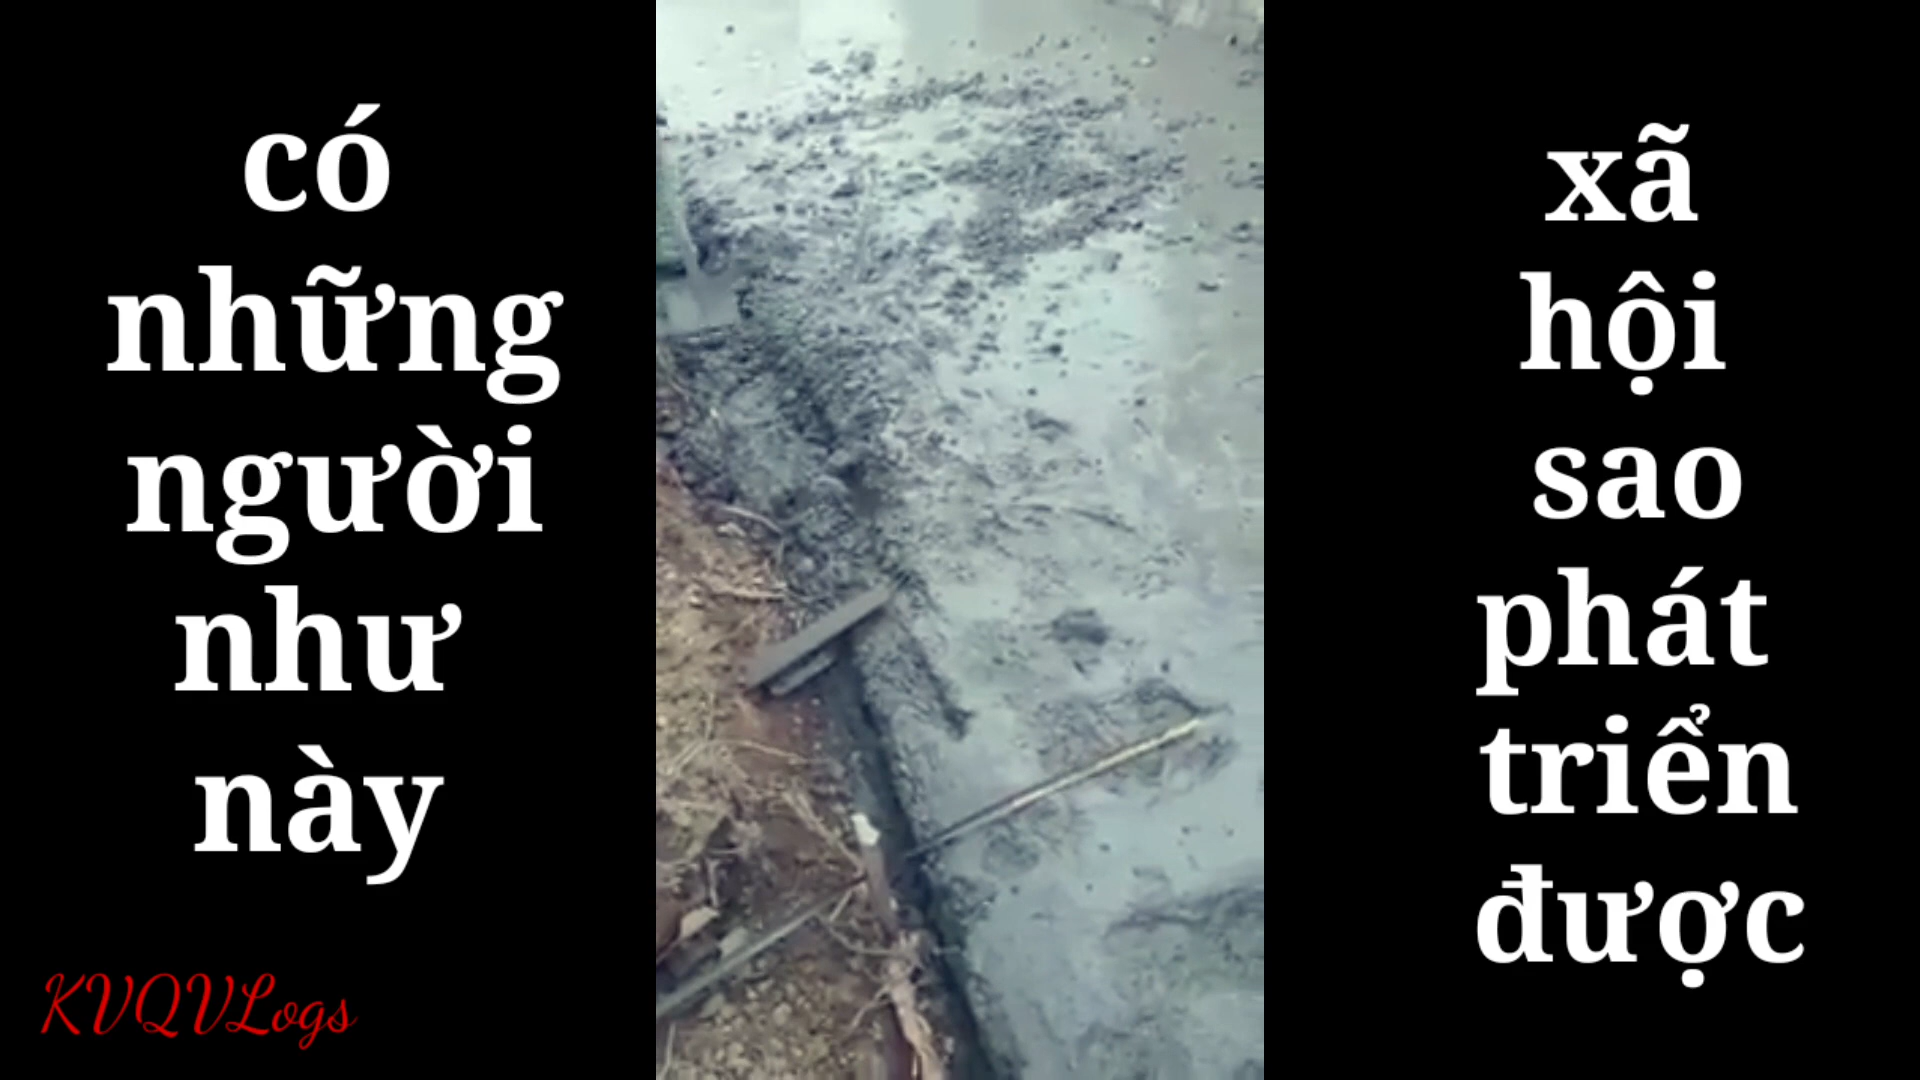 có
những
người
như
này
KVQVLogs
xã
hội
sao
phát
triển
được